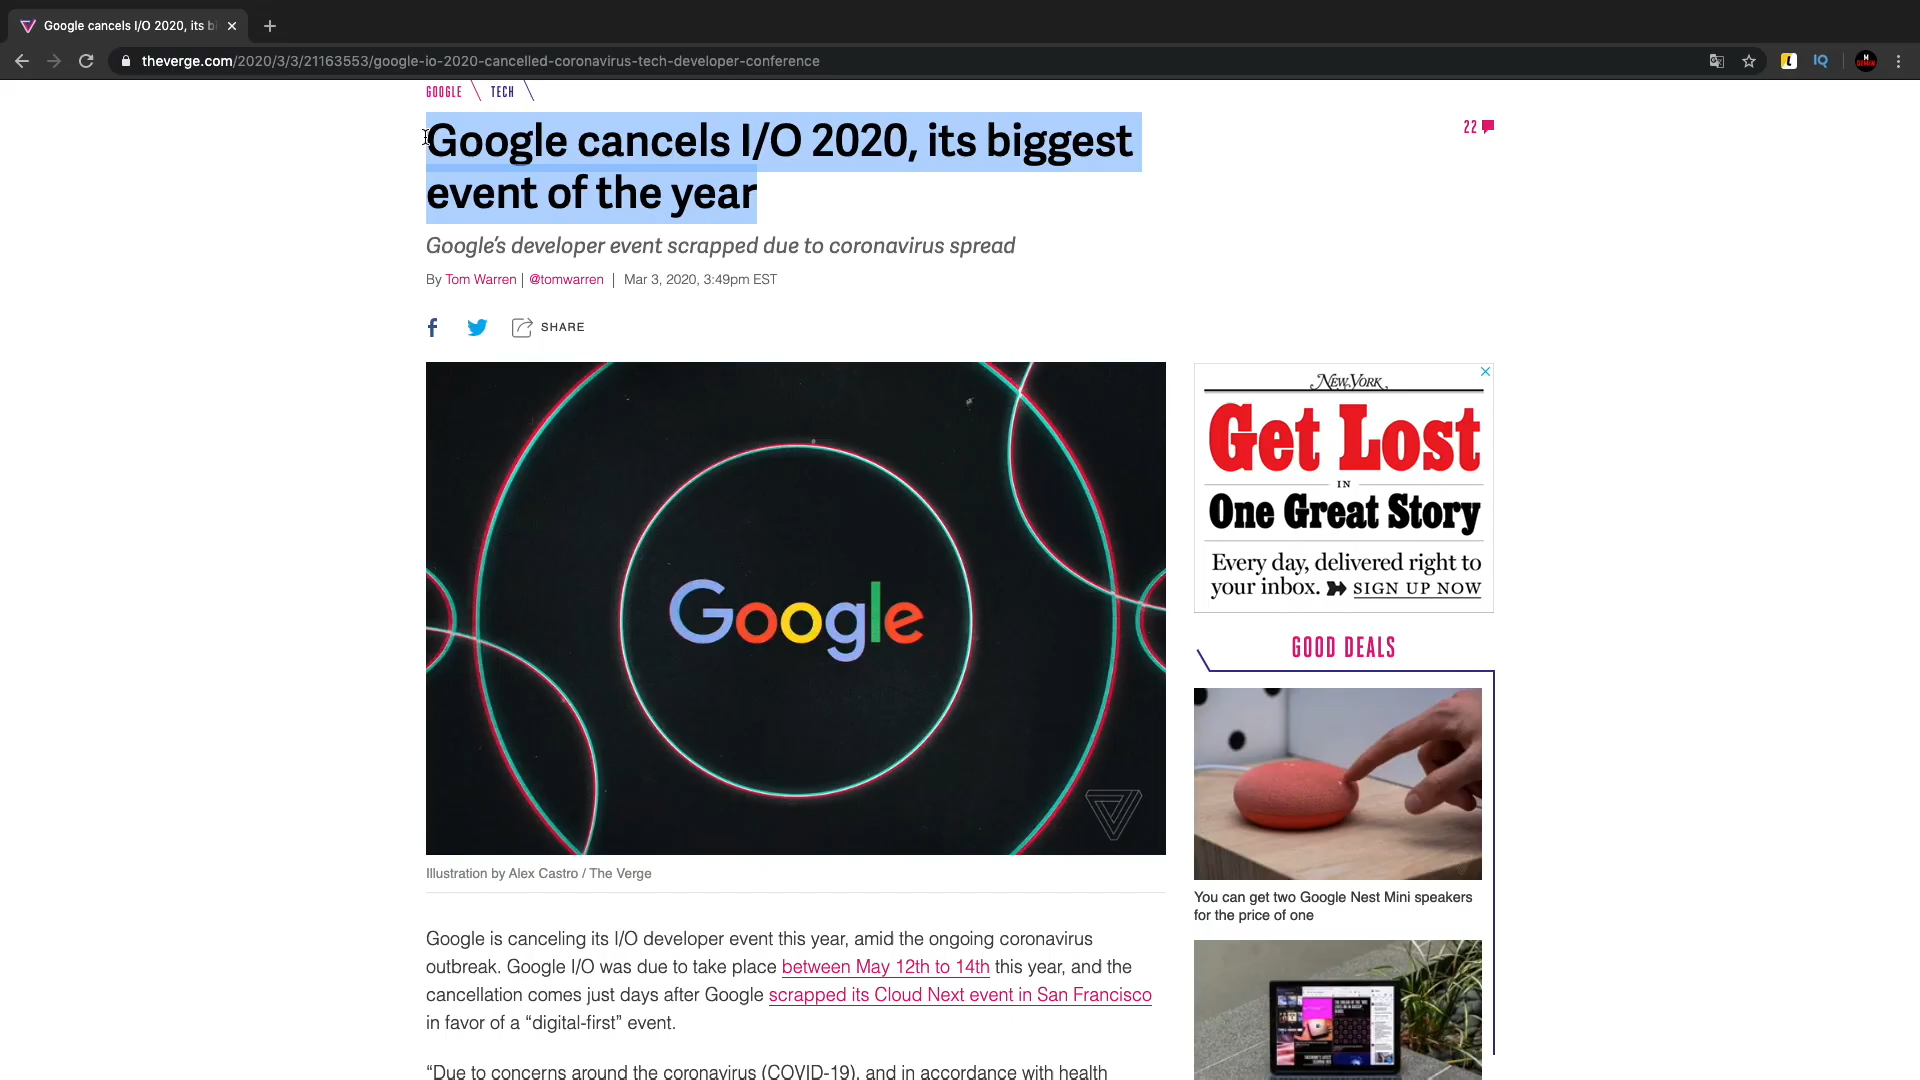 Google cancels I/O 2020, its b
theverge.com/2020/3/3/21163553/google-io-2020-cancelled-coronavirus-tech-developer-conference
L
IQ
GOOGLE TECH
Google cancels I/O 2020, its biggest
event of the year
22
Google’s developer event scrapped due to coronavirus spread
By Tom Warren | @tomwarren | Mar 3, 2020, 3:49pm EST
SHARE
Google
Illustration by Alex Castro / The Verge
Google is canceling its I/O developer event this year, amid the ongoing coronavirus
outbreak. Google I/O was due to take place between May 12th to 14th this year, and the
cancellation comes just days after Google scrapped its Cloud Next event in San Francisco
in favor of a “digital-first” event.
“Due to concerns around the coronavirus (COVID-19), and in accordance with health
NEW YORK
Get Lost
IN
One Great Story
Every day, delivered right to
your inbox. SIGN UP NOW
GOOD DEALS
You can get two Google Nest Mini speakers
for the price of one